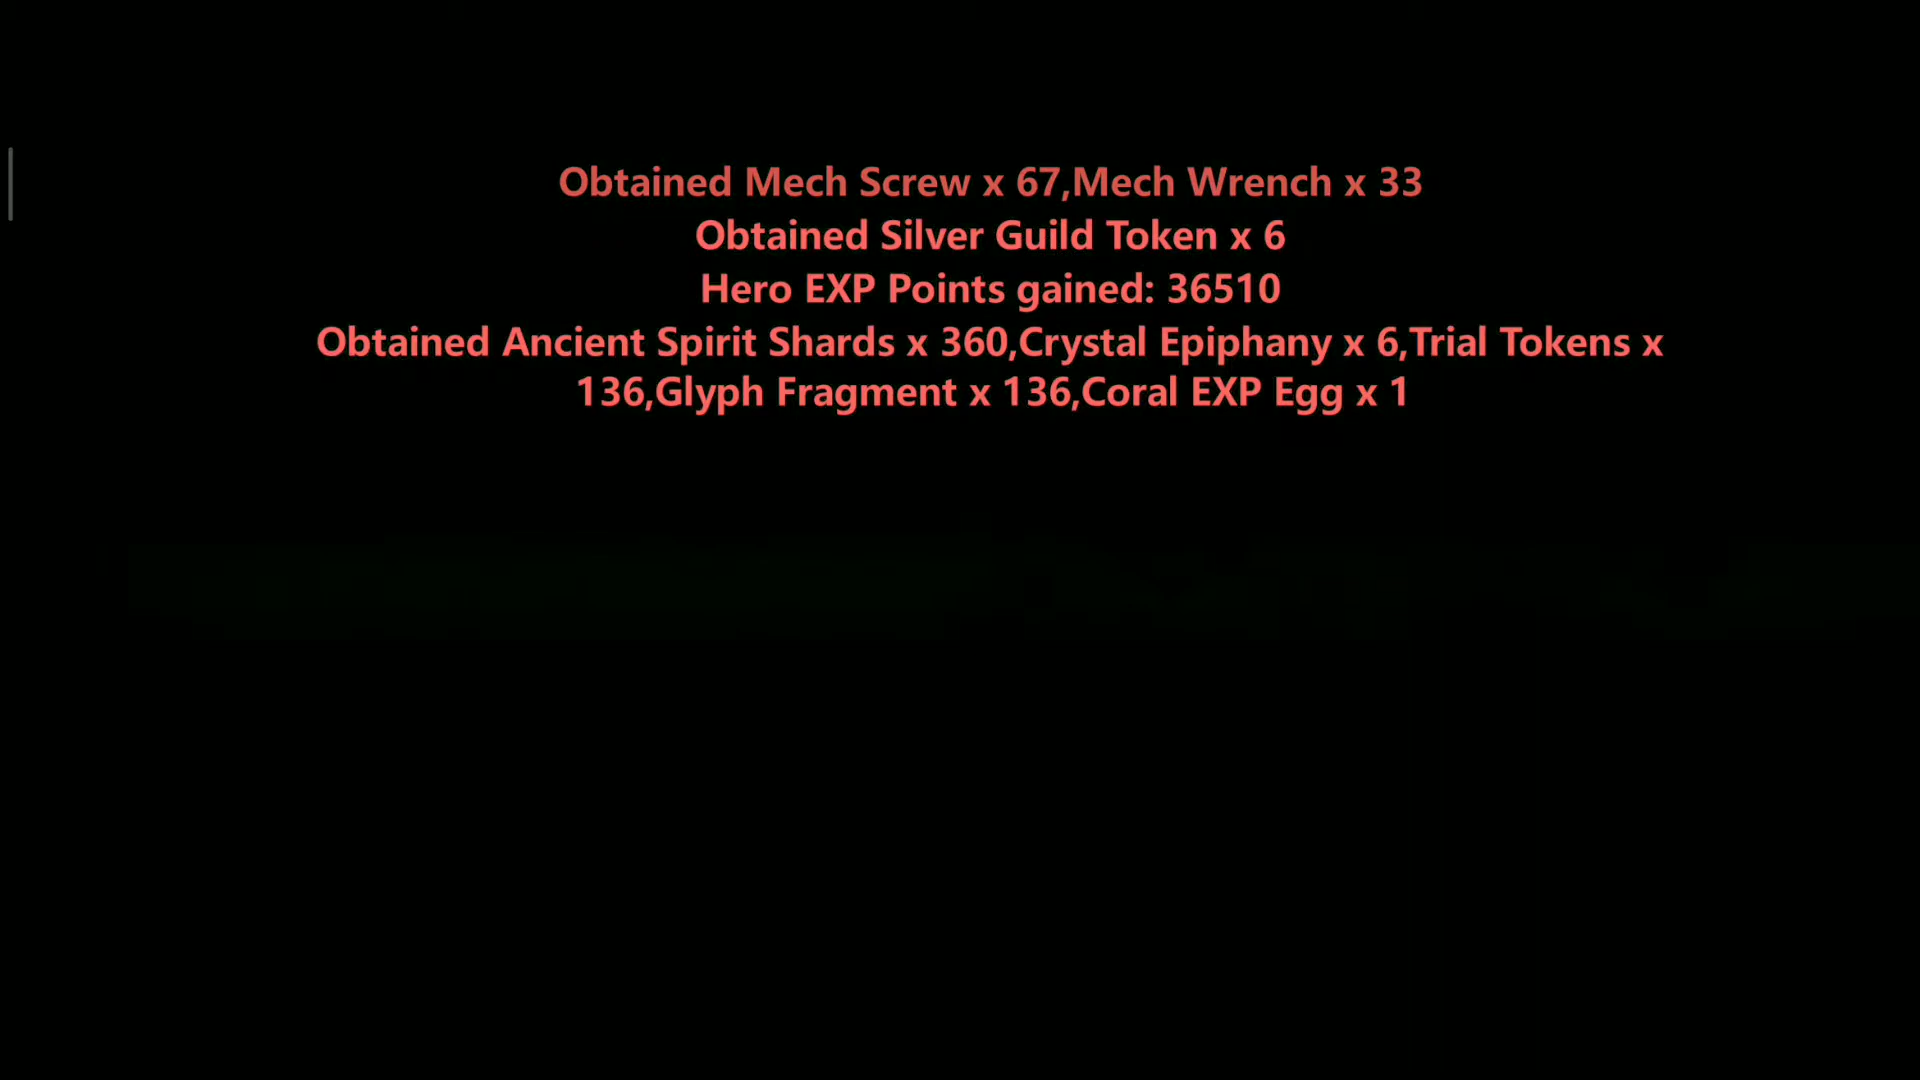 Obtained Mech Screw x 67,Mech Wrench x 33
Obtained Silver Guild Token x 6
Hero EXP Points gained: 36510
Obtained Ancient Spirit Shards x 360,Crystal Epiphany x 6,Trial Tokens x
136,Glyph Fragment x 136,Coral EXP Egg x 1